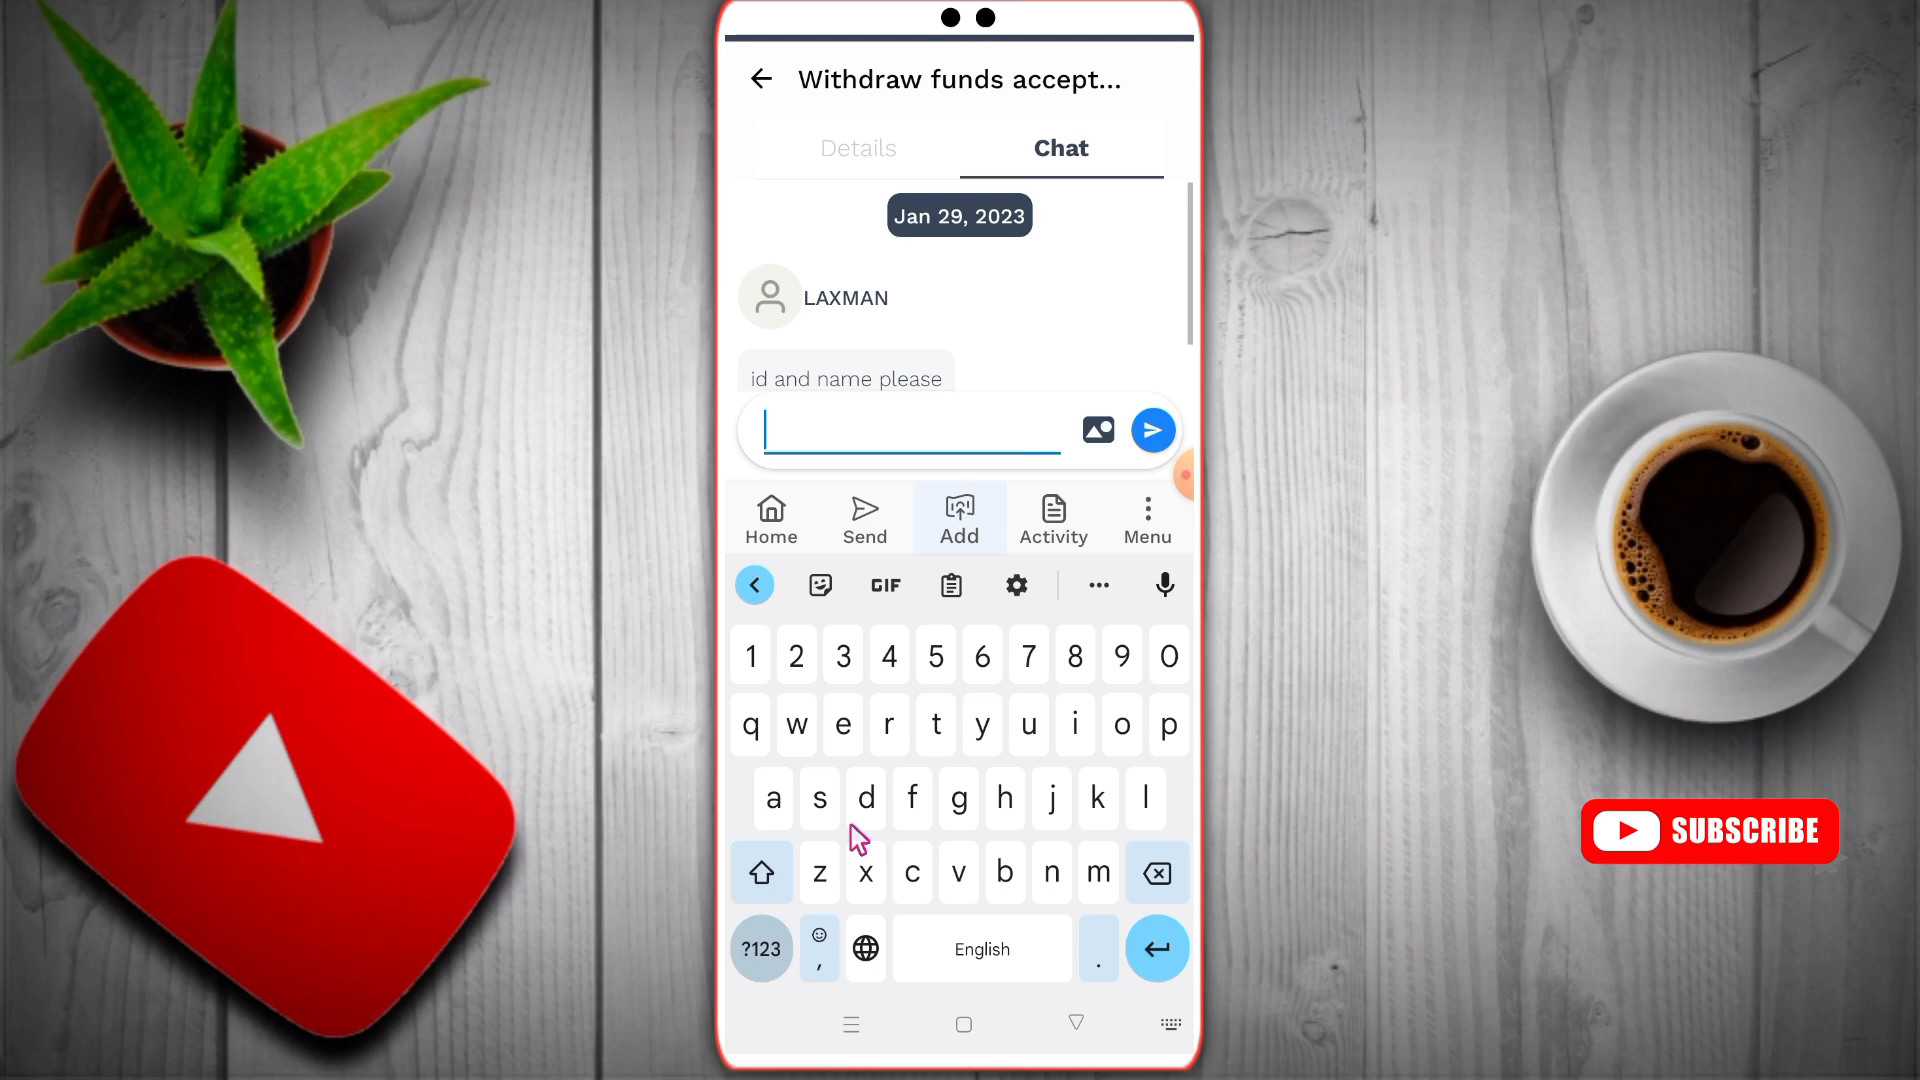 Withdraw funds accept...
Details
Chat
Jan 29, 2023
LAXMAN
id and name please
Home
Send
Add
Activity
Menu
GIF
1 2 3 4 5 6 7 8 9 0
q w e r t y u i o p
a s d f g h j k l
z x c v b n m
?123 , English .
SUBSCRIBE